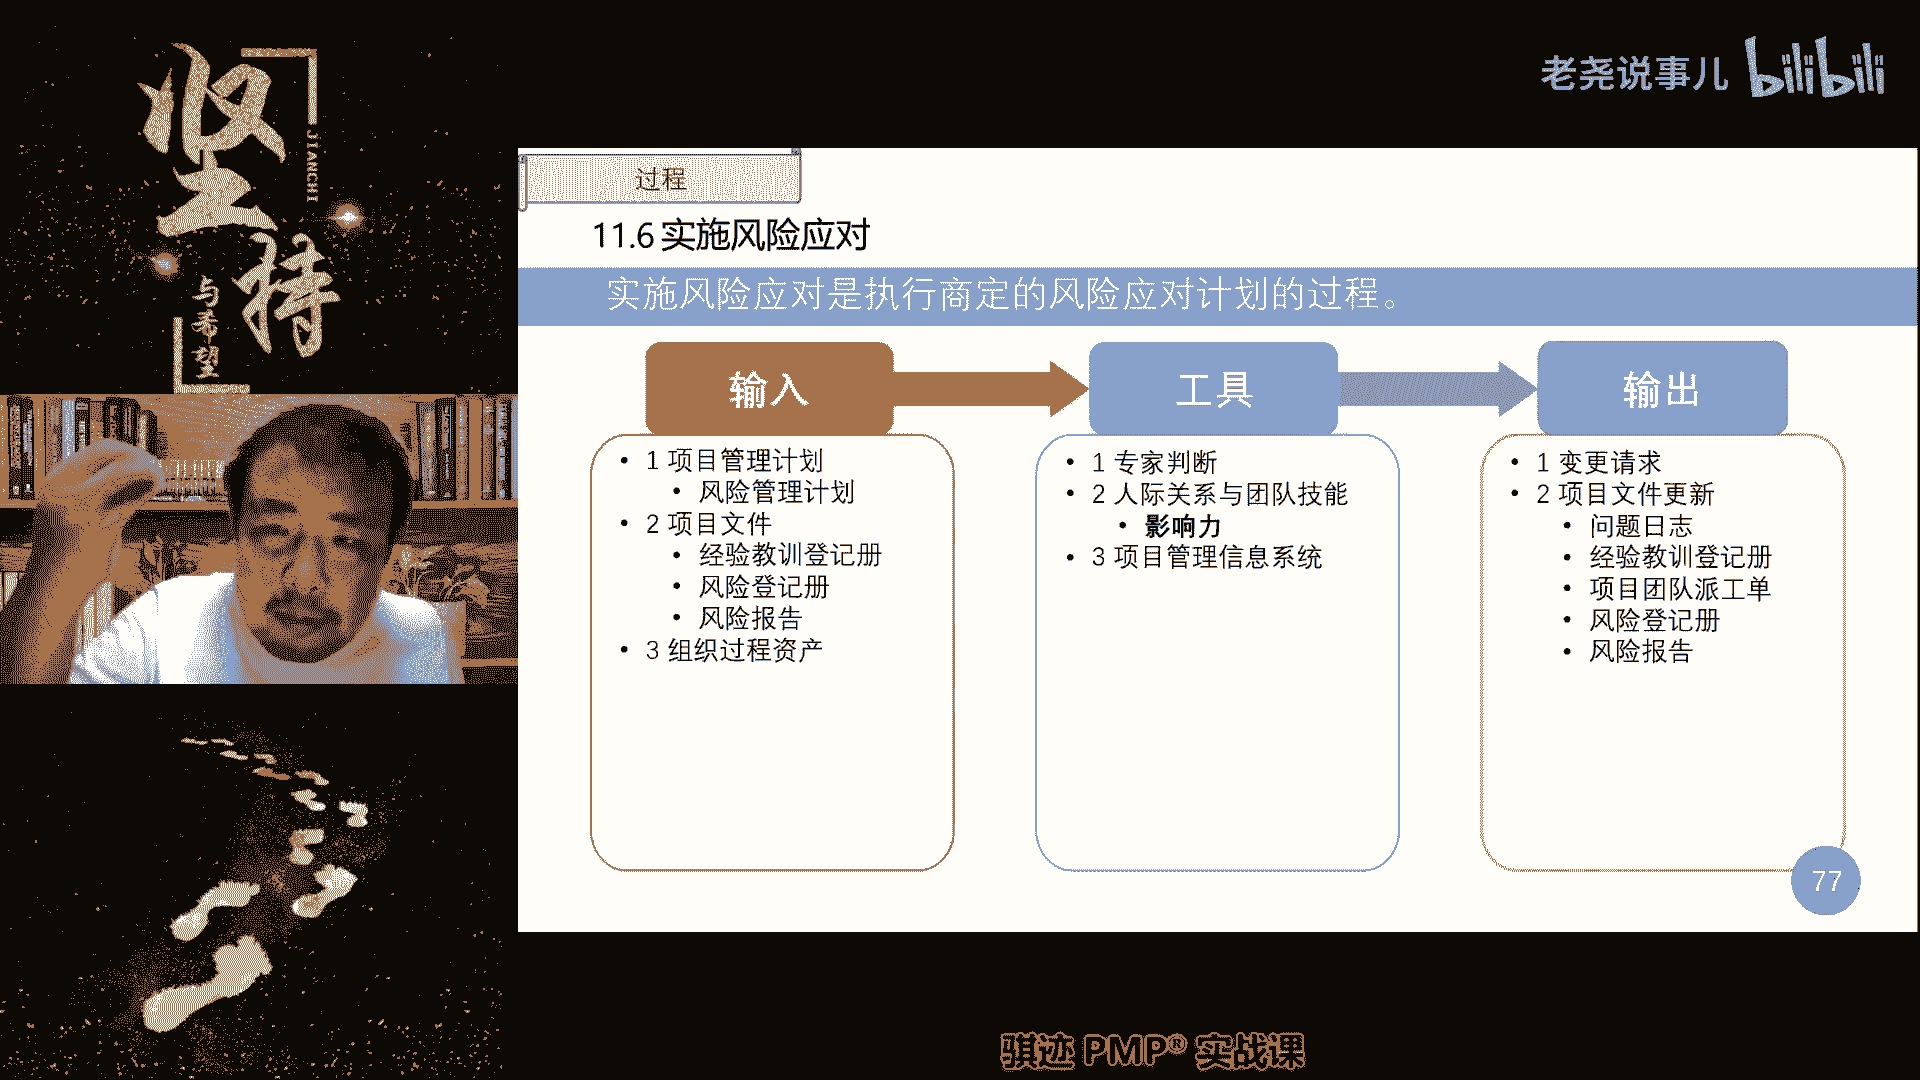 坚持
JIANCHI
与希望
老尧说事儿 bilibili
过程
11.6 实施风险应对
实施风险应对是执行商定的风险应对计划的过程。
输入
• 1 项目管理计划
• 风险管理计划
• 2 项目文件
• 经验教训登记册
• 风险登记册
• 风险报告
• 3 组织过程资产
工具
• 1 专家判断
• 2 人际关系与团队技能
• 影响力
• 3 项目管理信息系统
输出
• 1 变更请求
• 2 项目文件更新
• 问题日志
• 经验教训登记册
• 项目团队派工单
• 风险登记册
• 风险报告
77
骐迹 PMP® 实战课